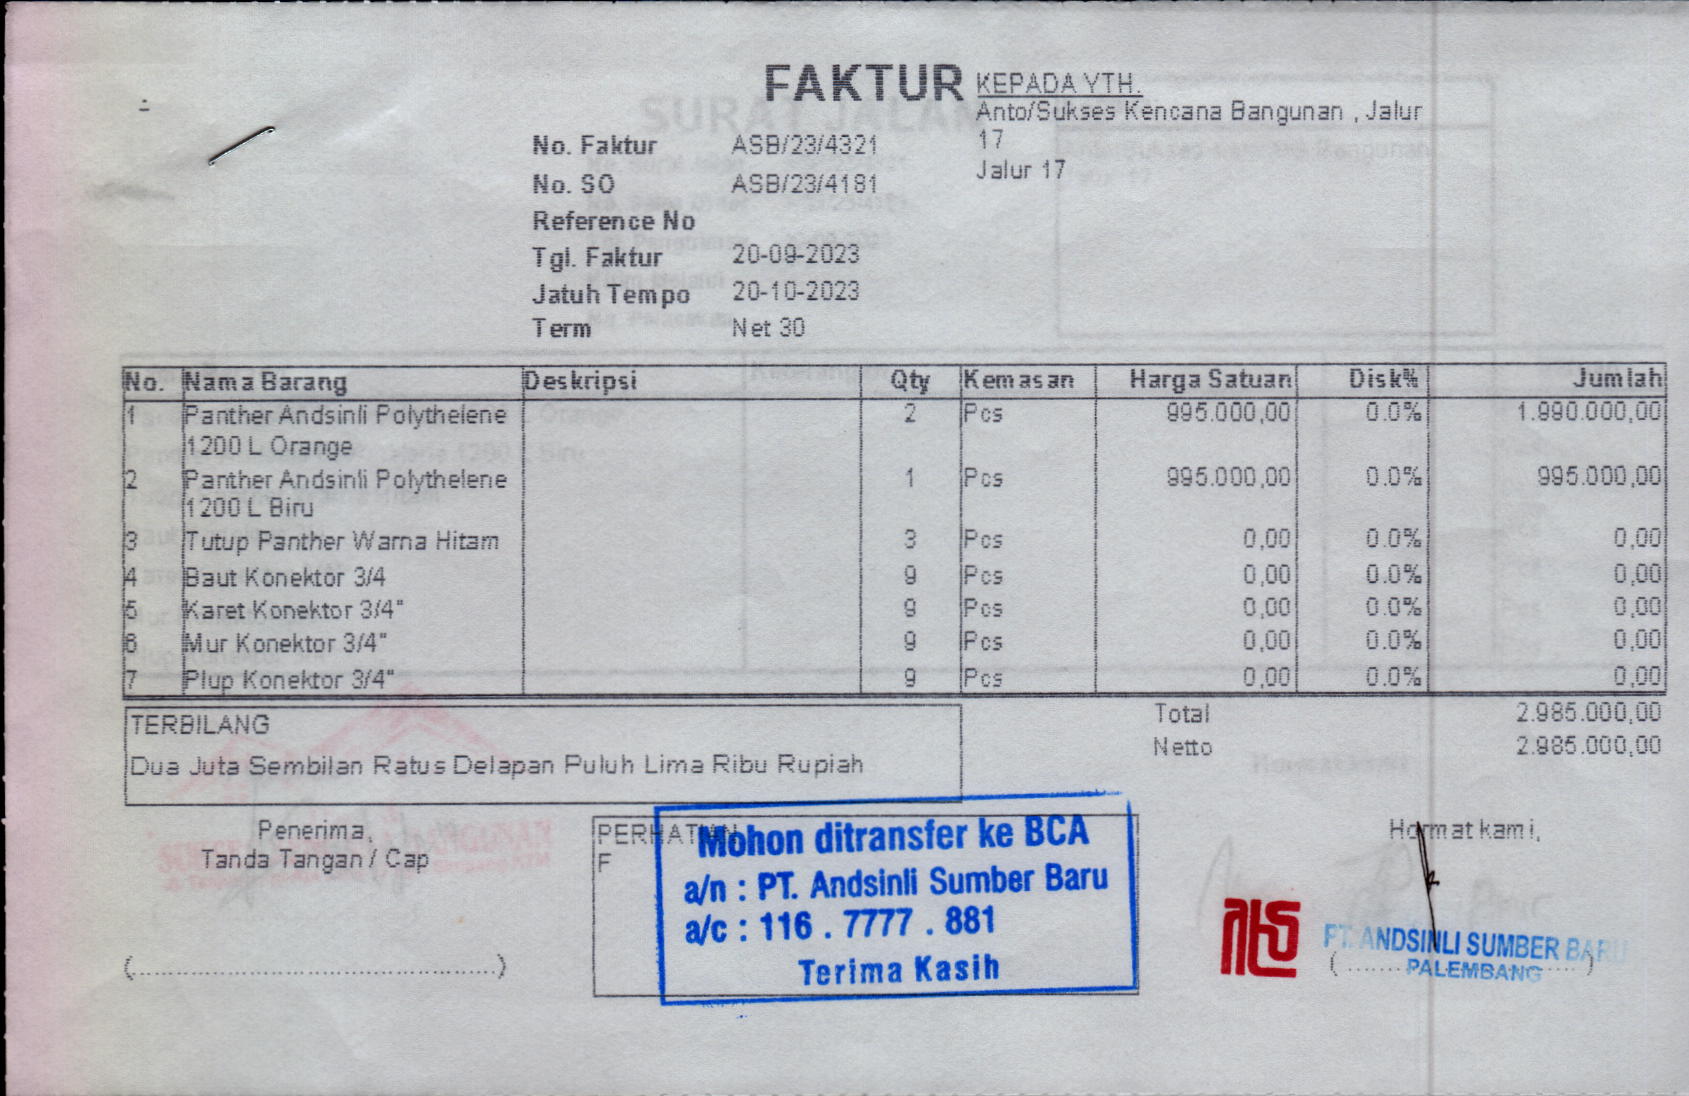 FAKTUR
KEPADA YTH.
Anto/Sukses Kencana Bangunan , Jalur
17
Jalur 17
No. Faktur ASB/23/4321
No. SO ASB/23/4181
Reference No
Tgl. Faktur 20-09-2023
Jatuh Tempo 20-10-2023
Term Net 30
No. Nama Barang Deskripsi Qty Kemasan Harga Satuan Disk% Jumlah
1 Panther Andsinli Polythelene 2 Pcs 995.000,00 0.0% 1.990.000,00
1200 L Orange
2 Panther Andsinli Polythelene 1 Pcs 995.000,00 0.0% 995.000,00
1200 L Biru
3 Tutup Panther Warna Hitam 3 Pcs 0,00 0.0% 0,00
4 Baut Konektor 3/4 9 Pcs 0,00 0.0% 0,00
5 Karet Konektor 3/4" 9 Pcs 0,00 0.0% 0,00
6 Mur Konektor 3/4" 9 Pcs 0,00 0.0% 0,00
7 Plup Konektor 3/4" 9 Pcs 0,00 0.0% 0,00
Total 2.985.000,00
Netto 2.985.000,00
TERBILANG
Dua Juta Sembilan Ratus Delapan Puluh Lima Ribu Rupiah
Penerima,
Tanda Tangan / Cap
(..........................................................)
PERHATIAN
F
Mohon ditransfer ke BCA
a/n : PT. Andsinli Sumber Baru
a/c : 116 . 7777 . 881
Terima Kasih
Hormat kami,
PT. ANDSINLI SUMBER BARU
PALEMBANG